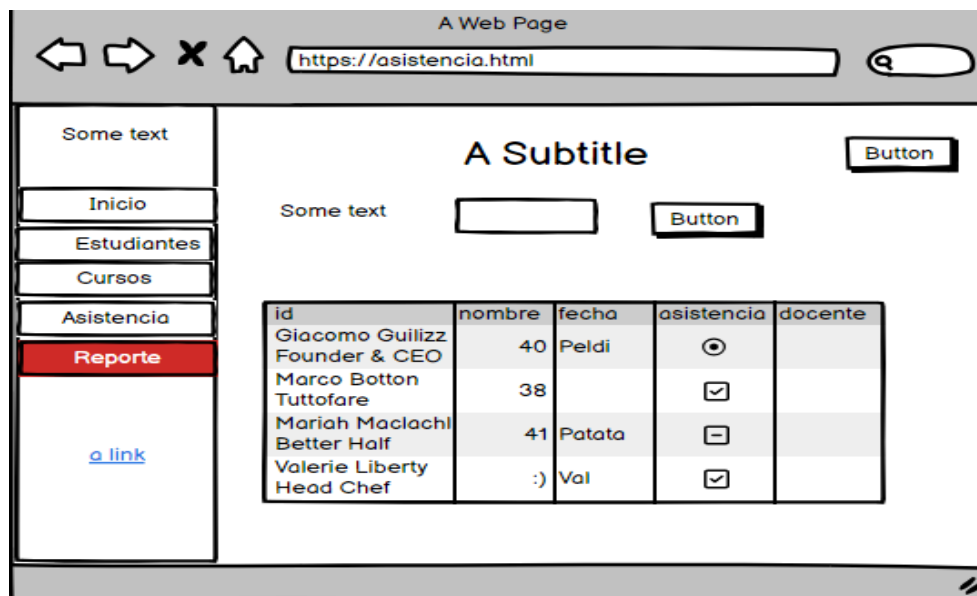 A Web Page
https://asistencia.html
Some text
Inicio
Estudiantes
Cursos
Asistencia
Reporte
a link
A Subtitle
Button
Some text
Button
id nombre fecha asistencia docente
Giacomo Guilizz
Founder & CEO
40 Peldi
Marco Botton
Tuttofare
38
Mariah Maclachl
Better Half
41 Patata
Valerie Liberty
Head Chef
:) Val